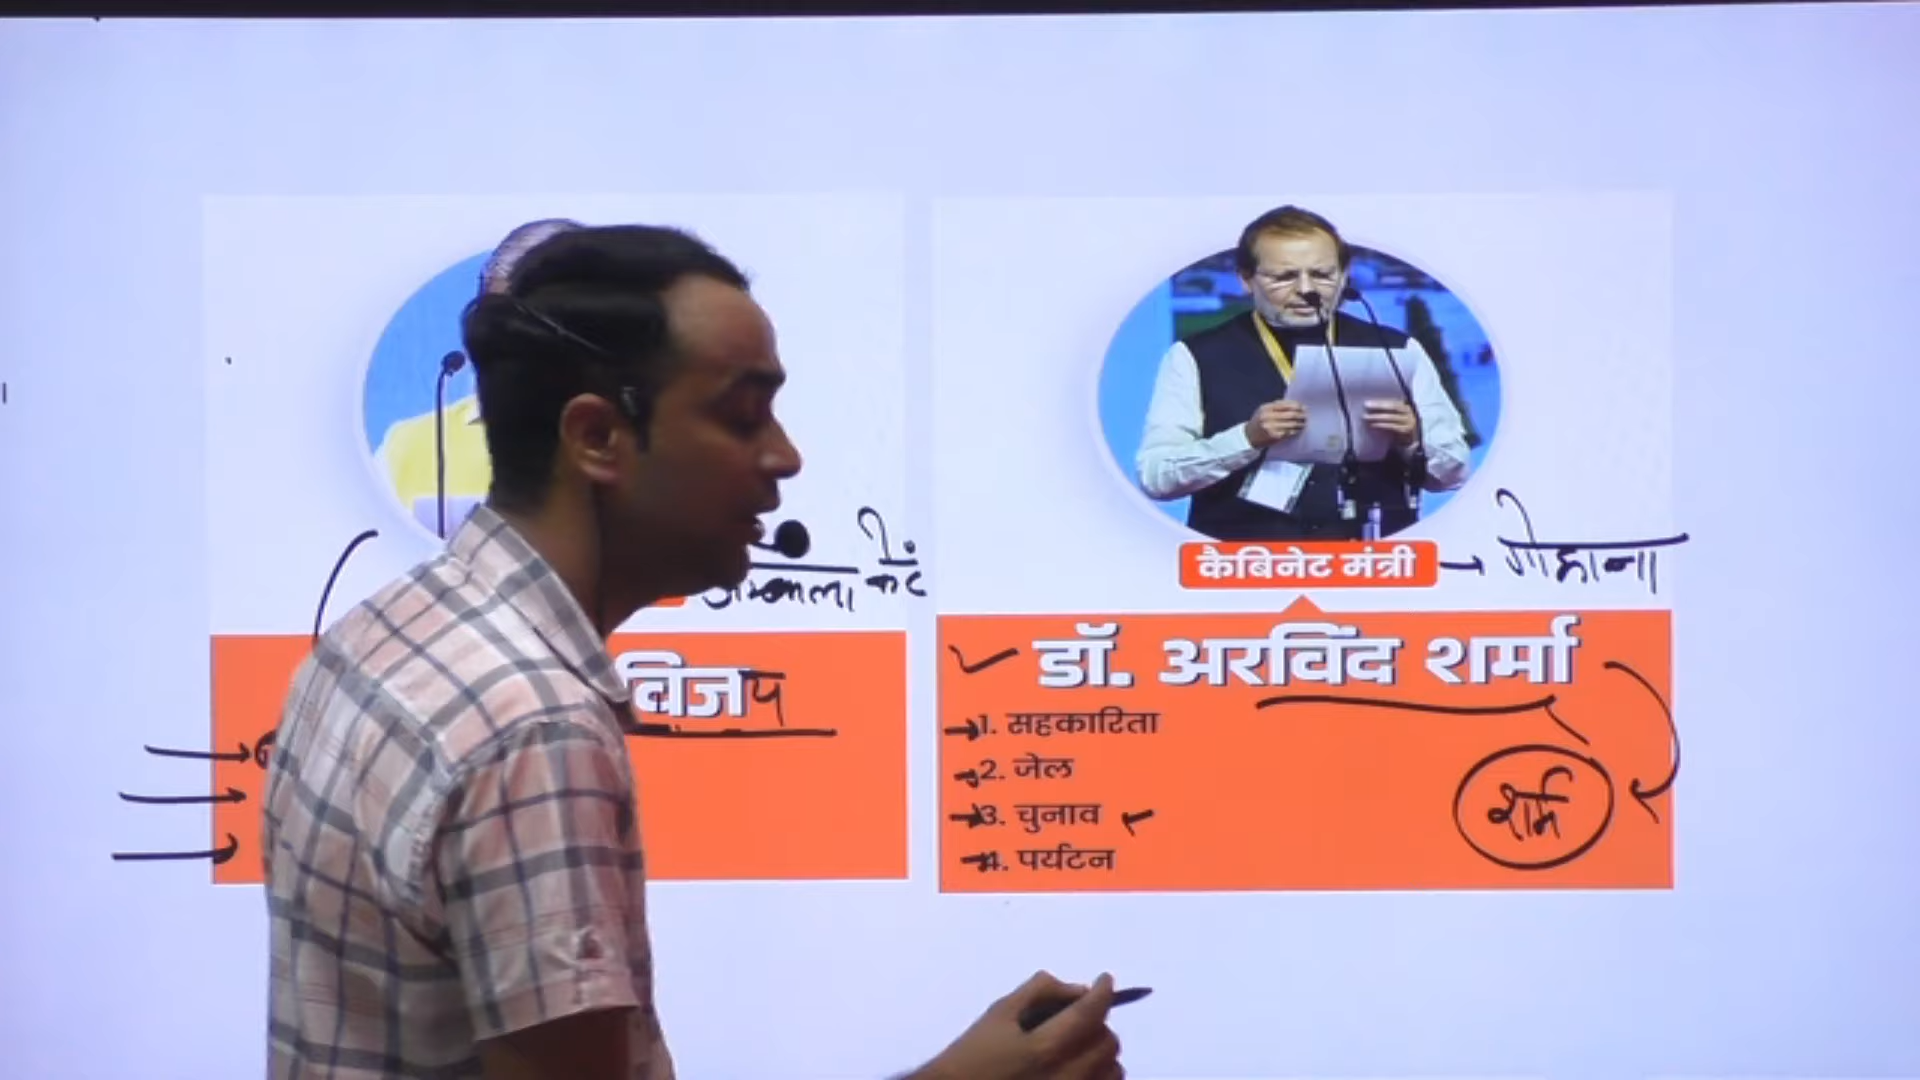 अम्बाला कैंट
विज
कैबिनेट मंत्री
गोहाना
डॉ. अरविंद शर्मा
1. सहकारिता
2. जेल
3. चुनाव
4. पर्यटन
शर्मा